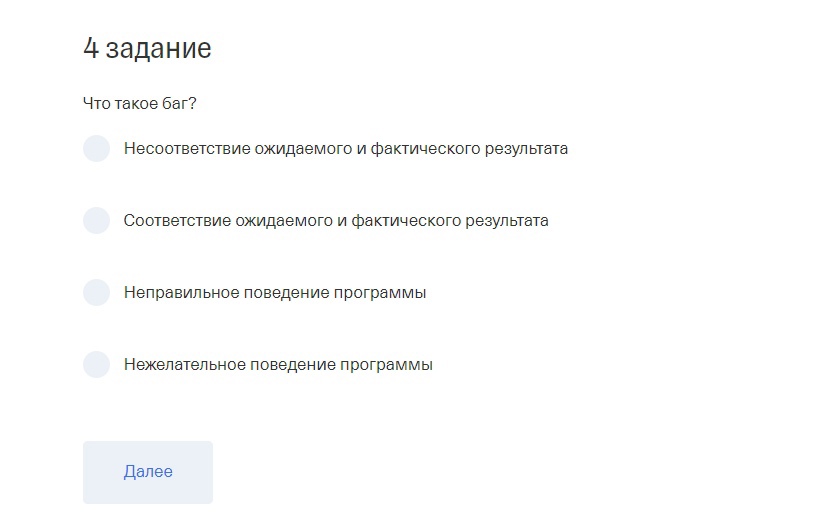 4 задание
Что такое баг?
Несоответствие ожидаемого и фактического результата
Соответствие ожидаемого и фактического результата
Неправильное поведение программы
Нежелательное поведение программы
Далее